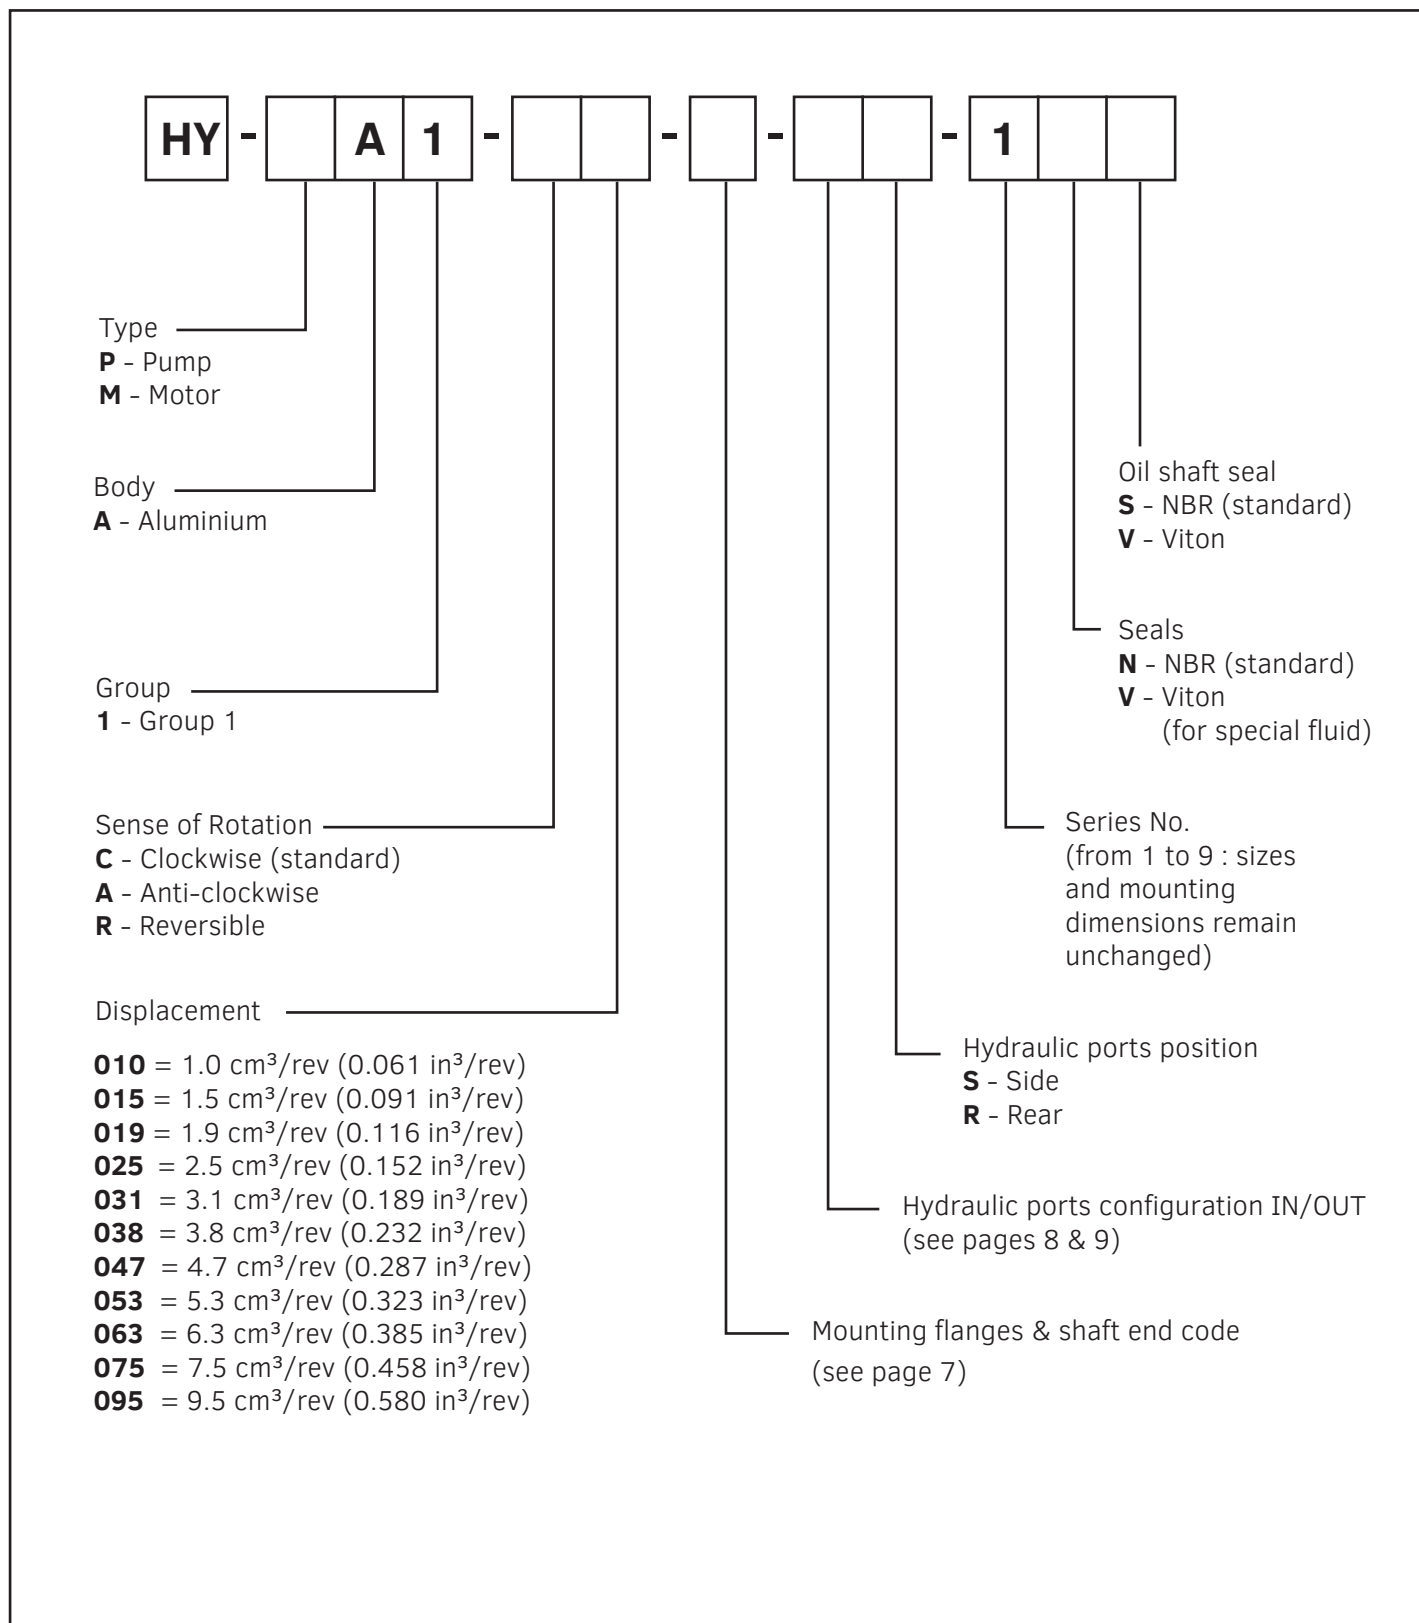 HY - A 1 - - - - 1
Type
P - Pump
M - Motor
Body
A - Aluminium
Group
1 - Group 1
Sense of Rotation
C - Clockwise (standard)
A - Anti-clockwise
R - Reversible
Displacement
010 = 1.0 cm³/rev (0.061 in³/rev)
015 = 1.5 cm³/rev (0.091 in³/rev)
019 = 1.9 cm³/rev (0.116 in³/rev)
025 = 2.5 cm³/rev (0.152 in³/rev)
031 = 3.1 cm³/rev (0.189 in³/rev)
038 = 3.8 cm³/rev (0.232 in³/rev)
047 = 4.7 cm³/rev (0.287 in³/rev)
053 = 5.3 cm³/rev (0.323 in³/rev)
063 = 6.3 cm³/rev (0.385 in³/rev)
075 = 7.5 cm³/rev (0.458 in³/rev)
095 = 9.5 cm³/rev (0.580 in³/rev)
Oil shaft seal
S - NBR (standard)
V - Viton
Seals
N - NBR (standard)
V - Viton
(for special fluid)
Series No.
(from 1 to 9 : sizes
and mounting
dimensions remain
unchanged)
Hydraulic ports position
S - Side
R - Rear
Hydraulic ports configuration IN/OUT
(see pages 8 & 9)
Mounting flanges & shaft end code
(see page 7)